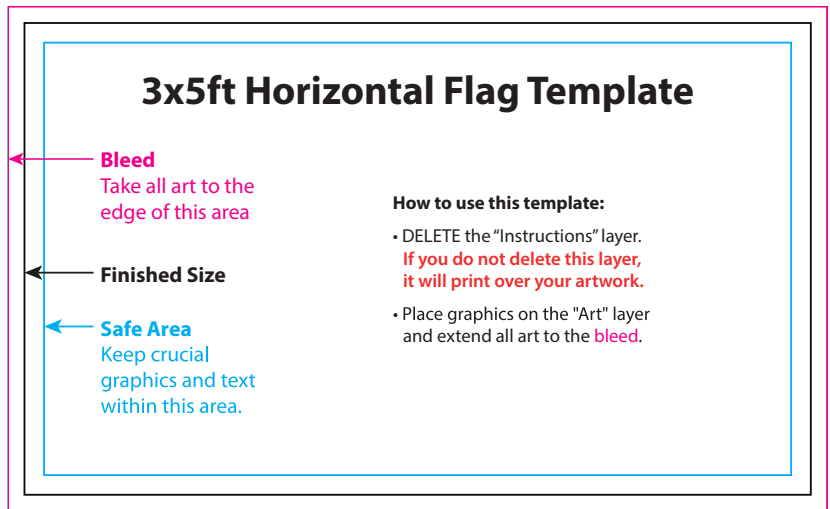 3x5ft Horizontal Flag Template
Bleed
Take all art to the
edge of this area
Finished Size
Safe Area
Keep crucial
graphics and text
within this area.
How to use this template:
• DELETE the “Instructions” layer.
If you do not delete this layer,
it will print over your artwork.
• Place graphics on the "Art" layer
and extend all art to the bleed.